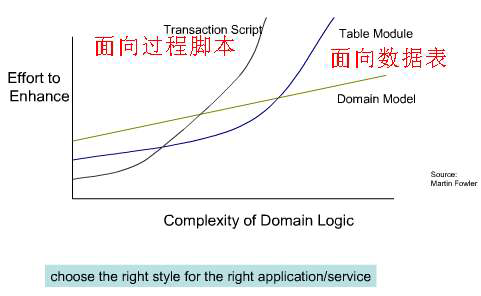 Transaction Script
面向过程脚本
Table Module
面向数据表
Effort to
Enhance
Domain Model
Source:
Martin Fowler
Complexity of Domain Logic
choose the right style for the right application/service